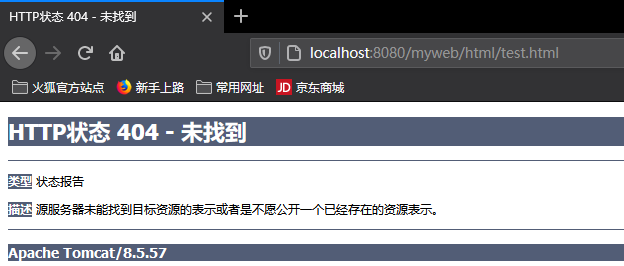 HTTP状态 404 - 未找到
localhost:8080/myweb/html/test.html
火狐官方站点 新手上路 常用网址 JD 京东商城
HTTP状态 404 - 未找到
类型 状态报告
描述 源服务器未能找到目标资源的表示或者是不愿公开一个已经存在的资源表示。
Apache Tomcat/8.5.57